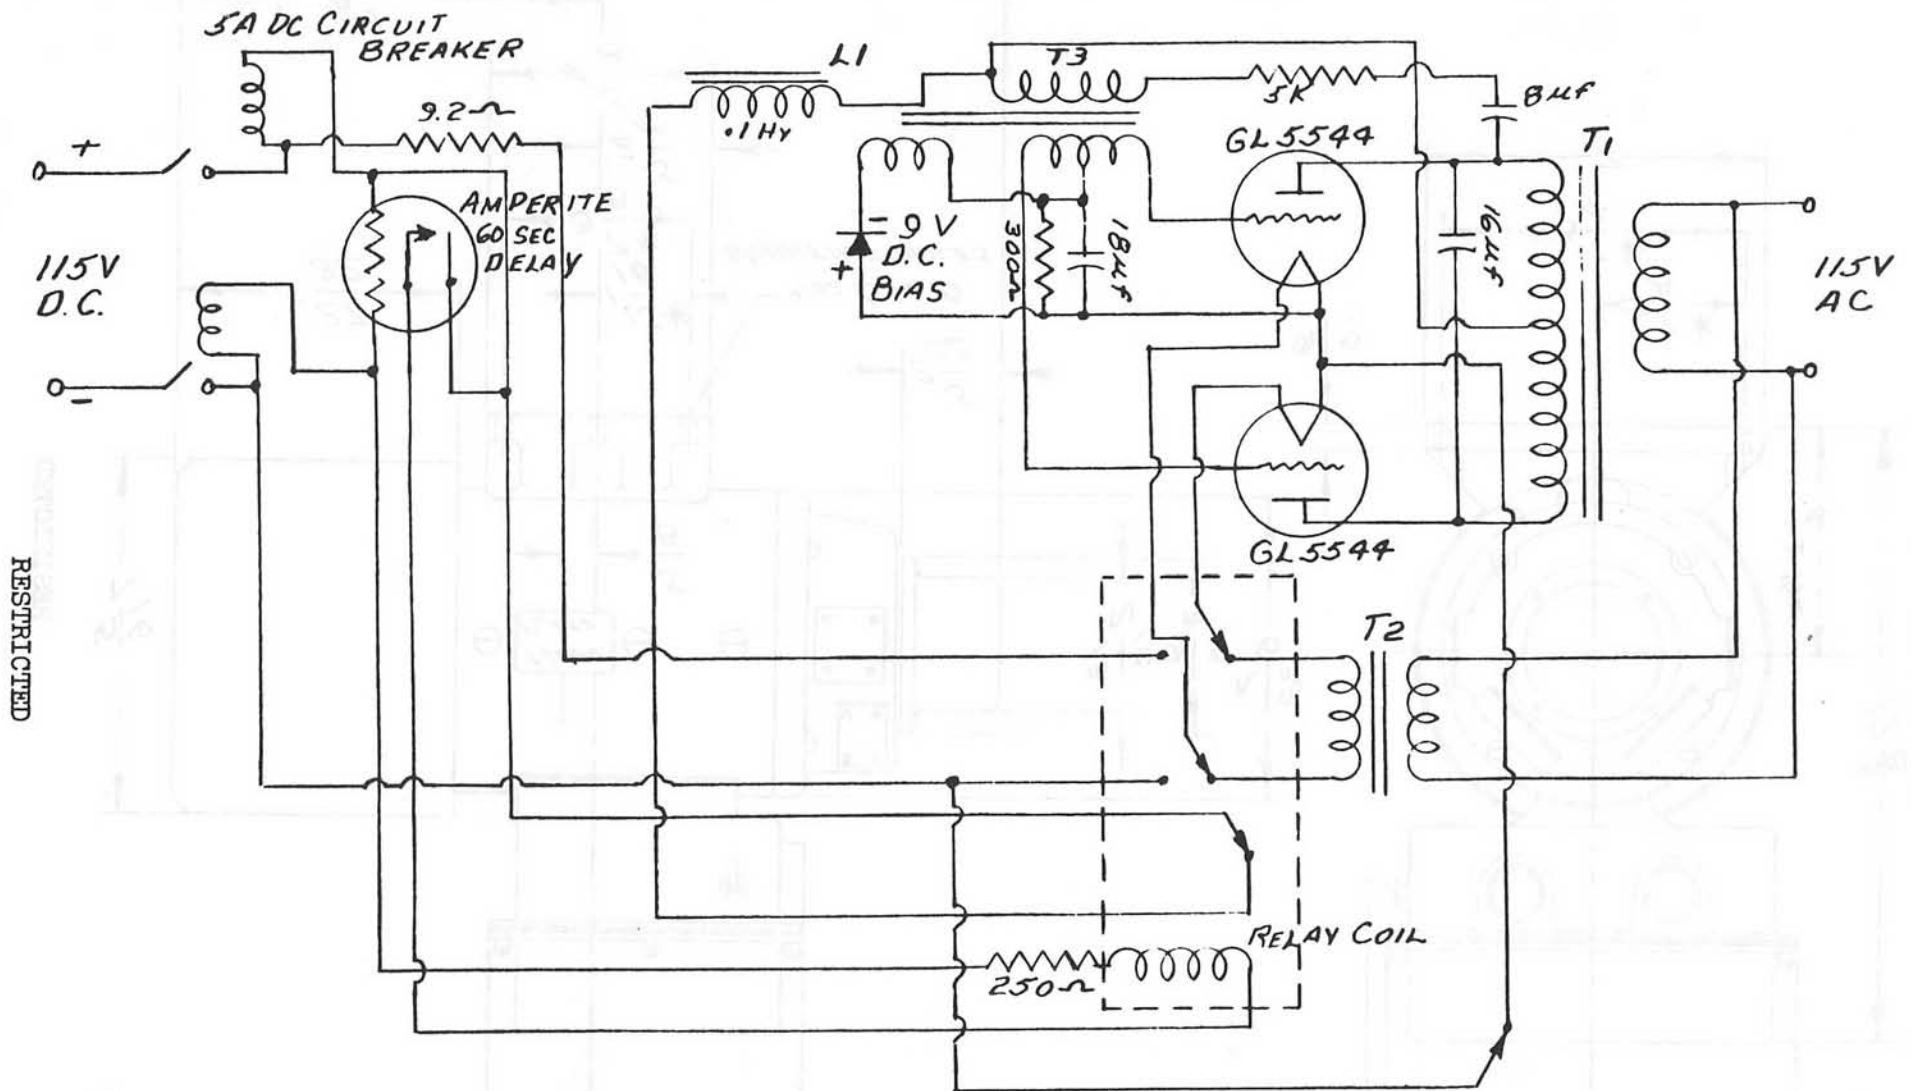 5A DC CIRCUIT
BREAKER
L1
T3
9.2Ω
.1 Hy
5K
8µf
GL5544
T1
+
AMPERITE
60 SEC
DELAY
- 9V
+ D.C.
BIAS
300Ω
18µf
16µf
115V
D.C.
115V
AC
-
GL5544
T2
RELAY COIL
250Ω
RESTRICTED